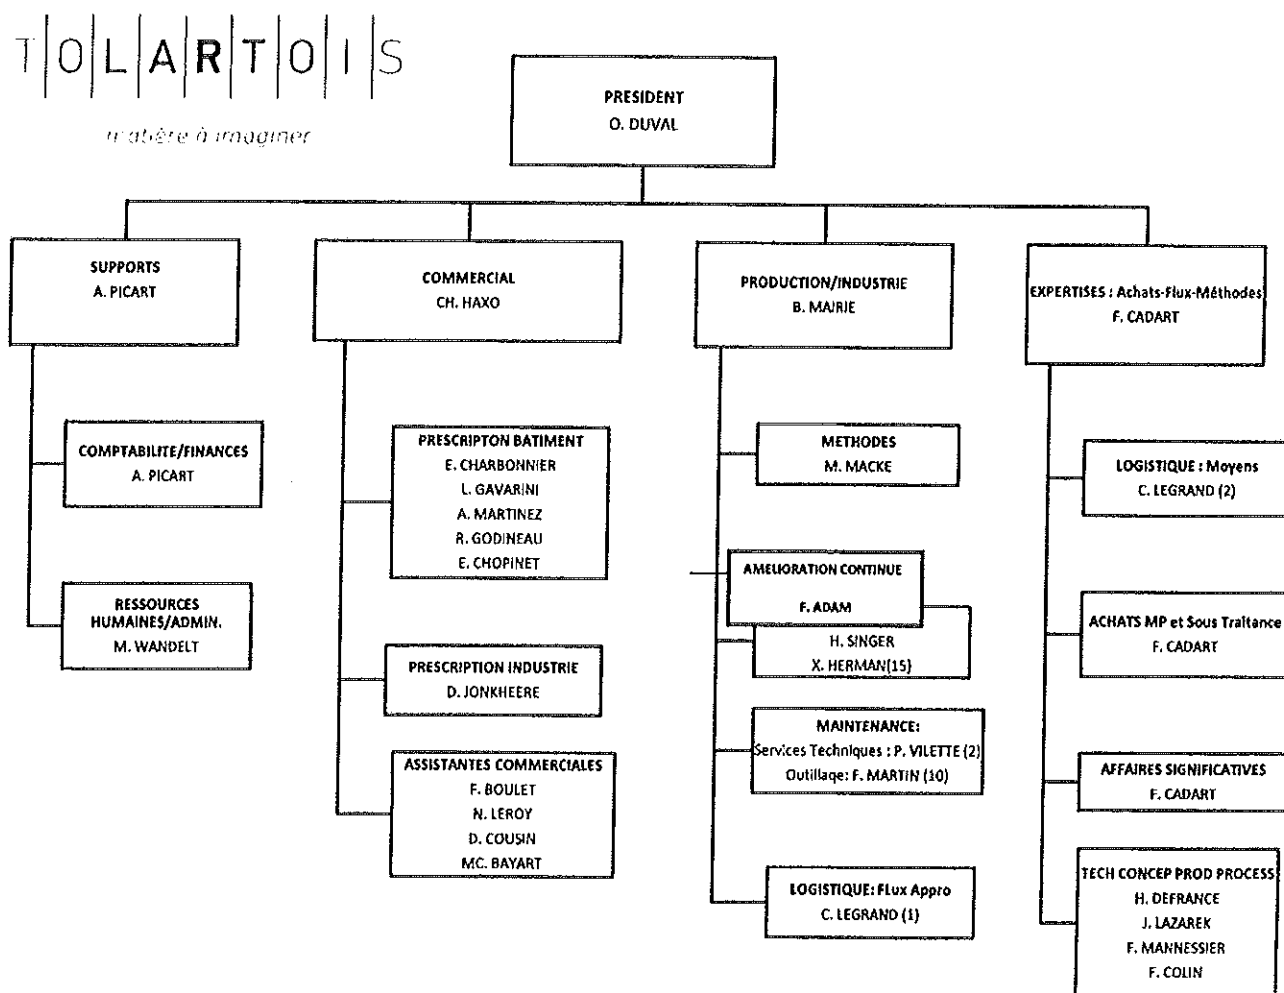 TOLARTOIS
matière à imaginer
PRESIDENT
O. DUVAL
SUPPORTS
A. PICART
COMMERCIAL
CH. HAXO
PRODUCTION/INDUSTRIE
B. MAIRIE
EXPERTISES : Achats-Flux-Méthodes
F. CADART
COMPTABILITE/FINANCES
A. PICART
RESSOURCES
HUMAINES/ADMIN.
M. WANDELT
PRESCRIPTON BATIMENT
E. CHARBONNIER
L. GAVARINI
A. MARTINEZ
R. GODINEAU
E. CHOPINET
PRESCRIPTION INDUSTRIE
D. JONKHEERE
ASSISTANTES COMMERCIALES
F. BOULET
N. LEROY
D. COUSIN
MC. BAYART
METHODES
M. MACKE
AMELIORATION CONTINUE
F. ADAM
H. SINGER
X. HERMAN(15)
MAINTENANCE:
Services Techniques : P. VILETTE (2)
Outillage: F. MARTIN (10)
LOGISTIQUE: FLux Appro
C. LEGRAND (1)
LOGISTIQUE : Moyens
C. LEGRAND (2)
ACHATS MP et Sous Traitance
F. CADART
AFFAIRES SIGNIFICATIVES
F. CADART
TECH CONCEP PROD PROCESS
H. DEFRANCE
J. LAZAREK
F. MANNESSIER
F. COLIN